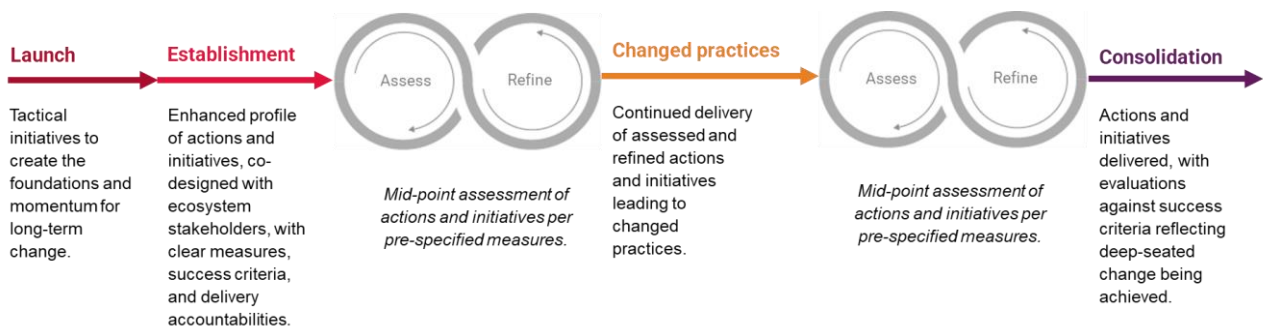 Launch
Tactical
initiatives to
create the
foundations and
momentum for
long-term
change.
Establishment
Enhanced profile
of actions and
initiatives, co-
designed with
ecosystem
stakeholders, with
clear measures,
success criteria,
and delivery
accountabilities.
Assess
Refine
Mid-point assessment of
actions and initiatives per
pre-specified measures.
Changed practices
Continued delivery
of assessed and
refined actions
and initiatives
leading to
changed
practices.
Assess
Refine
Mid-point assessment of
actions and initiatives per
pre-specified measures.
Consolidation
Actions and
initiatives
delivered, with
evaluations
against success
criteria reflecting
deep-seated
change being
achieved.